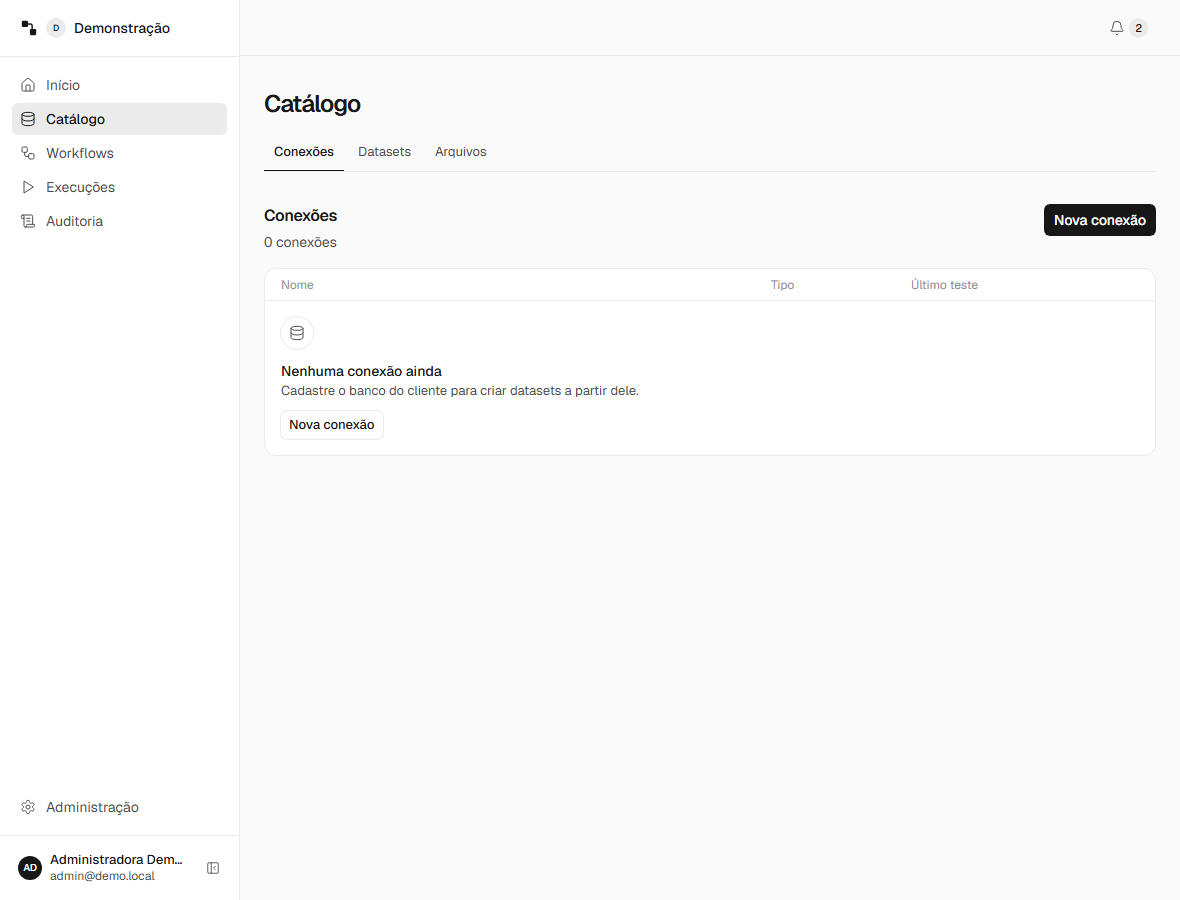 D Demonstração
2
Início
Catálogo
Workflows
Execuções
Auditoria
Catálogo
Conexões Datasets Arquivos
Conexões
0 conexões
Nova conexão
Nome Tipo Último teste
Nenhuma conexão ainda
Cadastre o banco do cliente para criar datasets a partir dele.
Nova conexão
Administração
AD Administradora Dem...
admin@demo.local